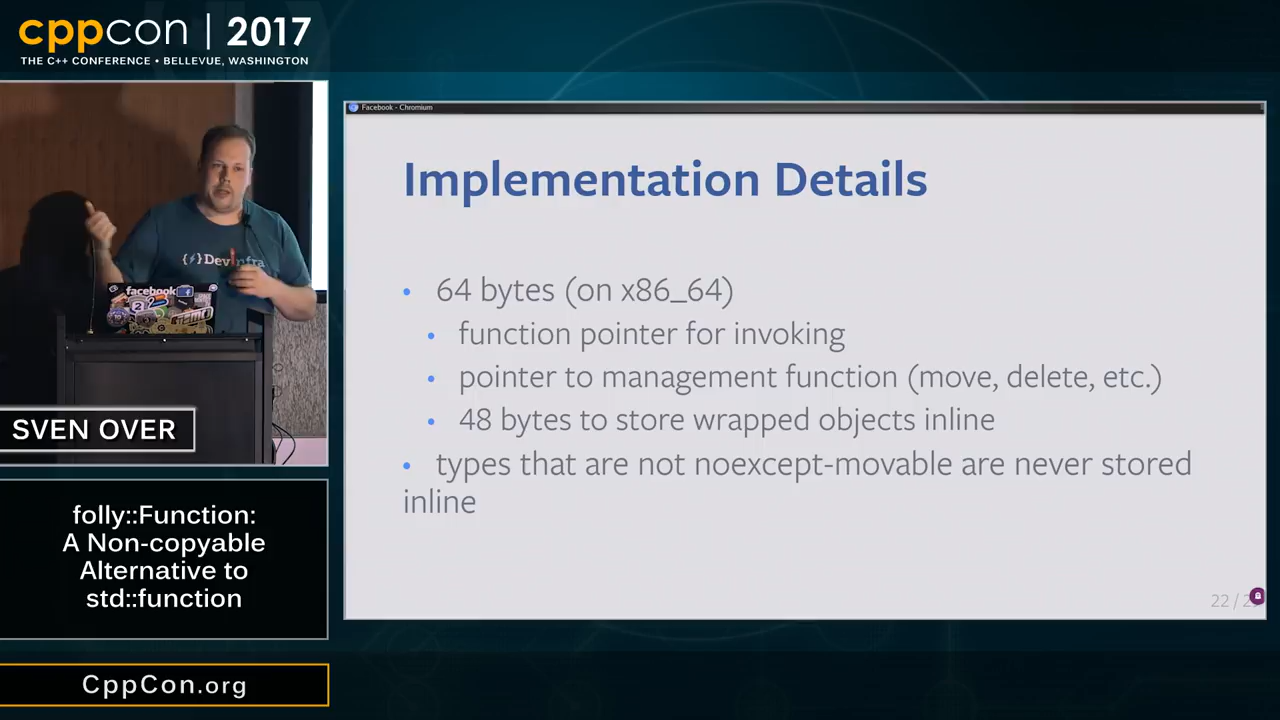 cppcon | 2017
THE C++ CONFERENCE • BELLEVUE, WASHINGTON
Facebook - Chromium
Implementation Details
• 64 bytes (on x86_64)
• function pointer for invoking
• pointer to management function (move, delete, etc.)
• 48 bytes to store wrapped objects inline
• types that are not noexcept-movable are never stored
inline
22 /
{⚡} DevInfra
facebook
SVEN OVER
folly::Function:
A Non-copyable
Alternative to
std::function
CppCon.org